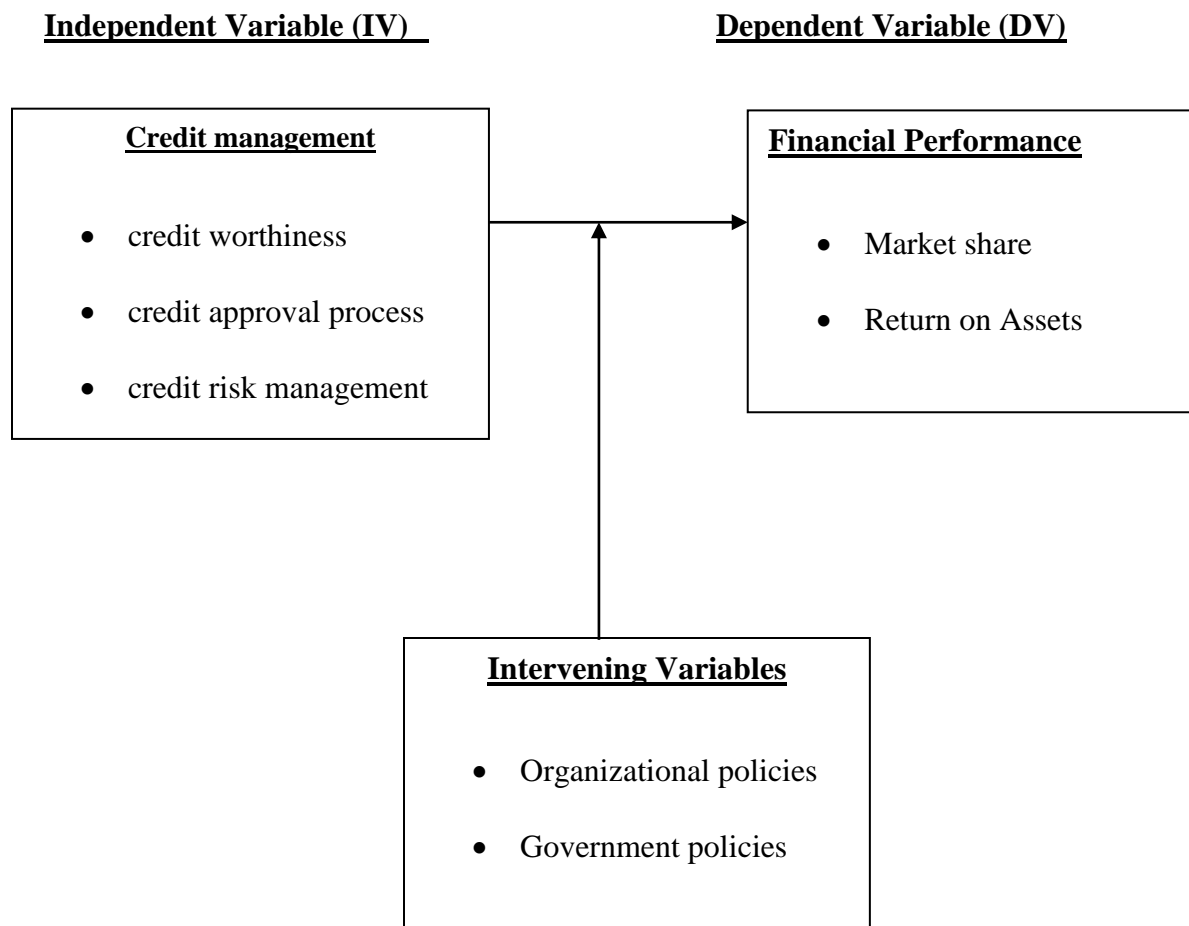 Independent Variable (IV)
Dependent Variable (DV)
Credit management
• credit worthiness
• credit approval process
• credit risk management
Financial Performance
• Market share
• Return on Assets
Intervening Variables
• Organizational policies
• Government policies